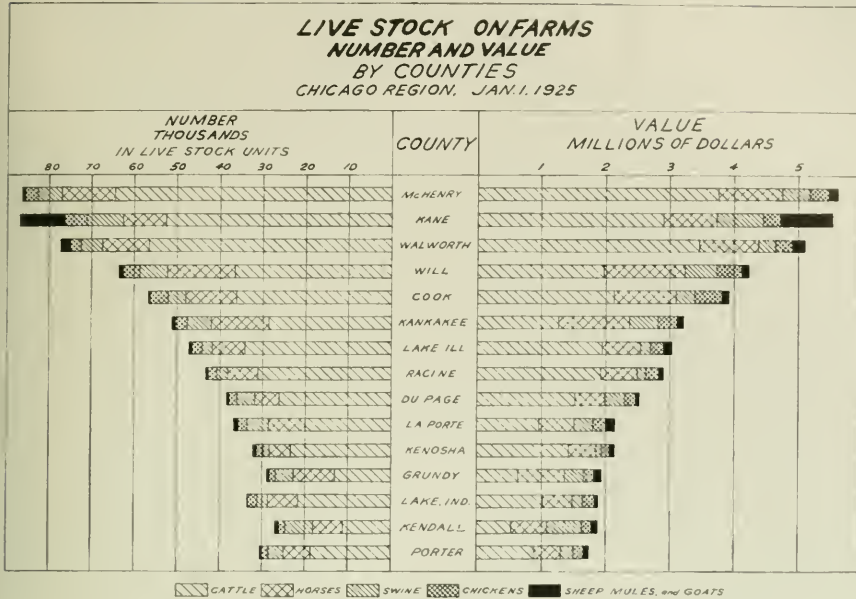 LIVE STOCK ON FARMS
NUMBER AND VALUE
BY COUNTIES
CHICAGO REGION, JAN. 1. 1925
NUMBER
THOUSANDS
IN LIVE STOCK UNITS
80 70 60 50 40 30 20 10
COUNTY
VALUE
MILLIONS OF DOLLARS
1 2 3 4 5
MCHENRY
KANE
WALWORTH
WILL
COOK
KANKAKEE
LAKE ILL
RACINE
DU PAGE
LA PORTE
KENOSHA
GRUNDY
LAKE, IND.
KENDALL
PORTER
CATTLE HORSES SWINE CHICKENS SHEEP MULES, and GOATS